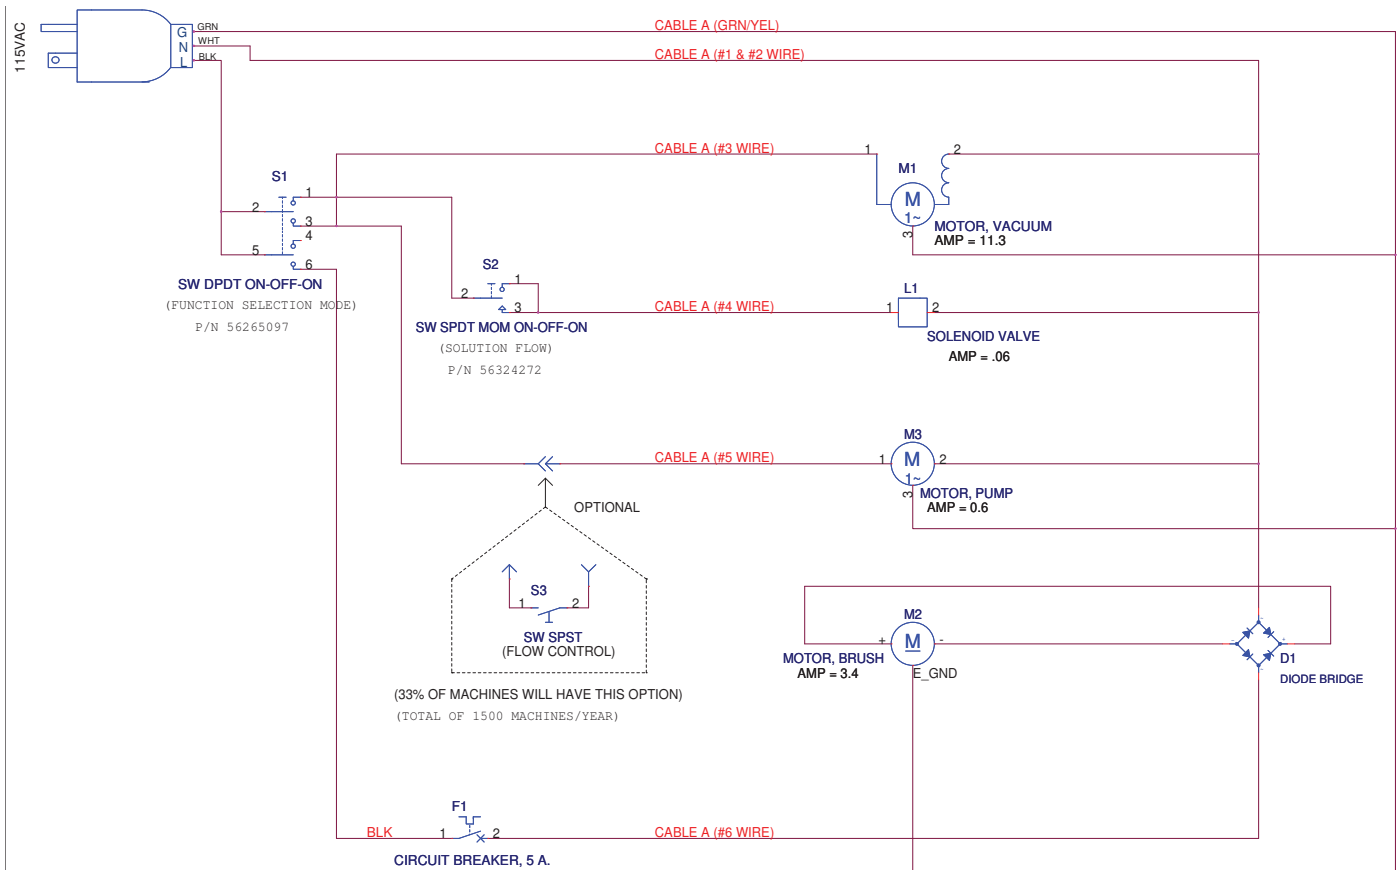 115VAC
G
GRN
N
WHT
L
BLK
CABLE A (GRN/YEL)
CABLE A (#1 & #2 WIRE)
CABLE A (#3 WIRE)
1
2
M1
M
1~
3
MOTOR, VACUUM
AMP = 11.3
S1
1
2
3
4
5
6
SW DPDT ON-OFF-ON
(FUNCTION SELECTION MODE)
P/N 56265097
S2
1
2
3
SW SPDT MOM ON-OFF-ON
(SOLUTION FLOW)
P/N 56324272
CABLE A (#4 WIRE)
L1
1
2
SOLENOID VALVE
AMP = .06
CABLE A (#5 WIRE)
M3
1
M
1~
2
3
MOTOR, PUMP
AMP = 0.6
OPTIONAL
S3
1
2
SW SPST
(FLOW CONTROL)
(33% OF MACHINES WILL HAVE THIS OPTION)
(TOTAL OF 1500 MACHINES/YEAR)
M2
+
M
-
MOTOR, BRUSH
AMP = 3.4
E_GND
D1
DIODE BRIDGE
F1
BLK
1
2
CABLE A (#6 WIRE)
CIRCUIT BREAKER, 5 A.